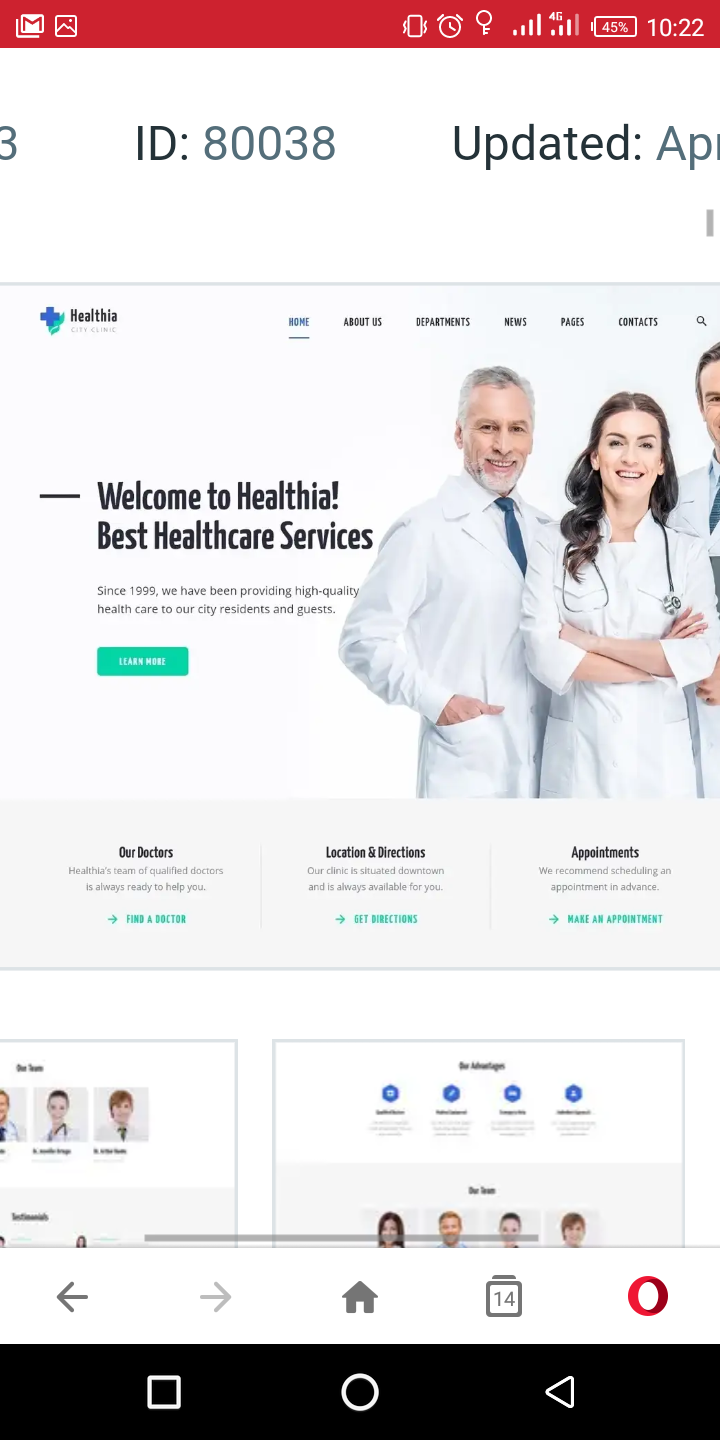 4G 45% 10:22
3 ID: 80038 Updated: Apr
Healthia
CITY CLINIC
HOME ABOUT US DEPARTMENTS NEWS PAGES CONTACTS
Welcome to Healthia!
Best Healthcare Services
Since 1999, we have been providing high-quality
health care to our city residents and guests.
LEARN MORE
Our Doctors
Healthia's team of qualified doctors
is always ready to help you.
FIND A DOCTOR
Location & Directions
Our clinic is situated downtown
and is always available for you.
GET DIRECTIONS
Appointments
We recommend scheduling an
appointment in advance.
MAKE AN APPOINTMENT
Our Team
Testimonials
Our Advantages
Our Team
14